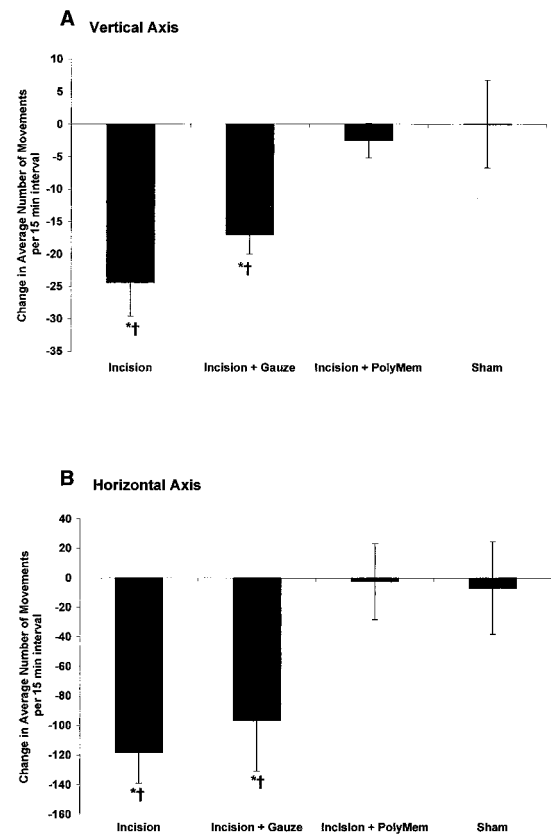 A
Vertical Axis
Change in Average Number of Movements
per 15 min interval
10
5
0
-5
-10
-15
-20
-25
-30
-35
*†
*†
Incision
Incision + Gauze
Incision + PolyMem
Sham
B
Horizontal Axis
Change in Average Number of Movements
per 15 min interval
40
20
0
-20
-40
-60
-80
-100
-120
-140
-160
*†
*†
Incision
Incision + Gauze
Incision + PolyMem
Sham